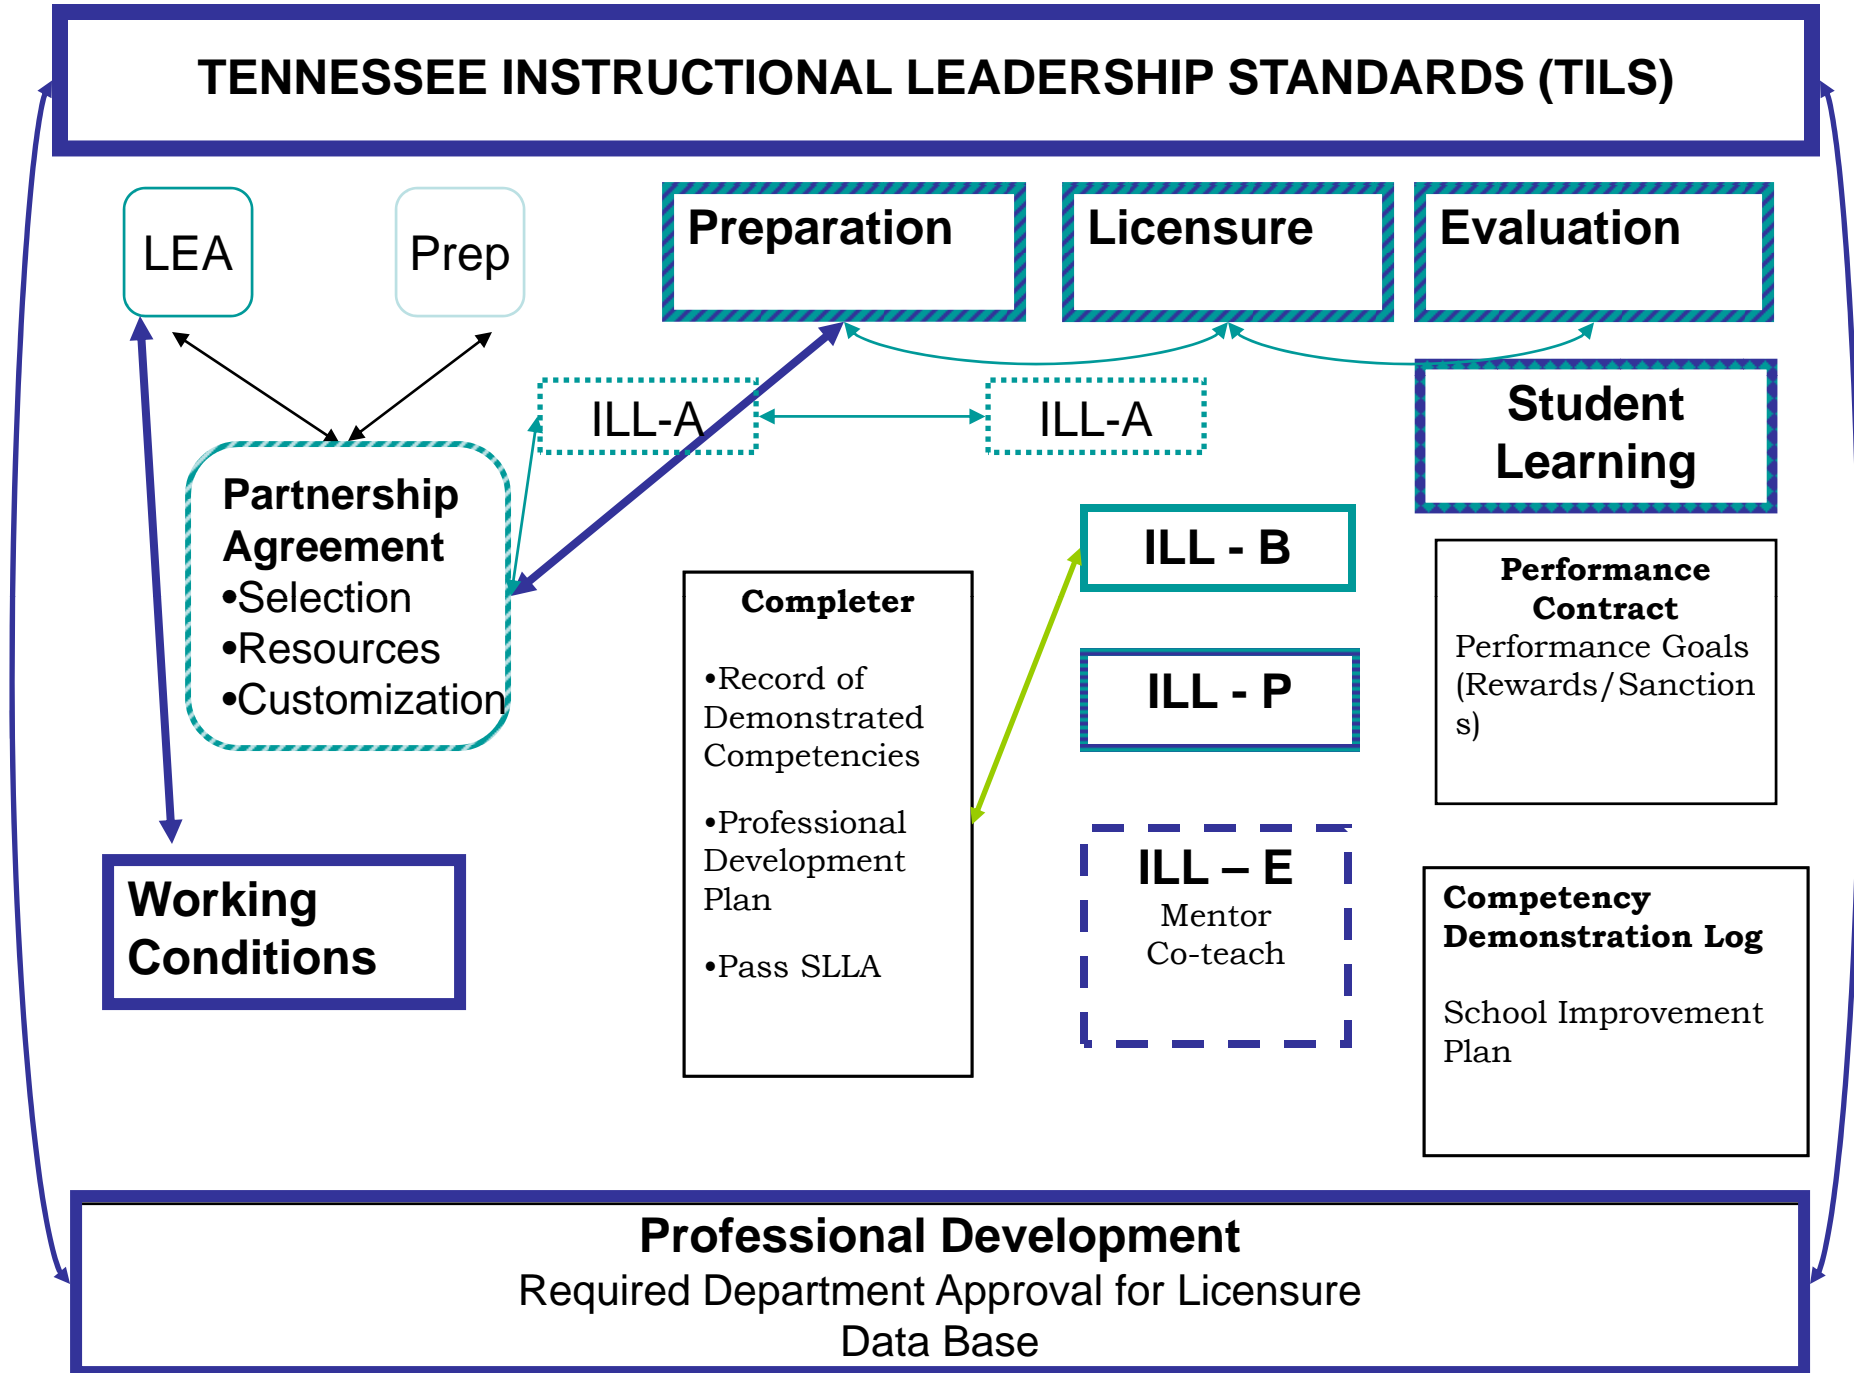 TENNESSEE INSTRUCTIONAL LEADERSHIP STANDARDS (TILS)
LEA
Prep
Preparation
Licensure
Evaluation
ILL-A
ILL-A
Student
Learning
Partnership
Agreement
•Selection
•Resources
•Customization
Working
Conditions
Completer
•Record of
Demonstrated
Competencies
•Professional
Development
Plan
•Pass SLLA
ILL - B
ILL - P
ILL – E
Mentor
Co-teach
Performance
Contract
Performance Goals
(Rewards/Sanction
s)
Competency
Demonstration Log
School Improvement
Plan
Professional Development
Required Department Approval for Licensure
Data Base